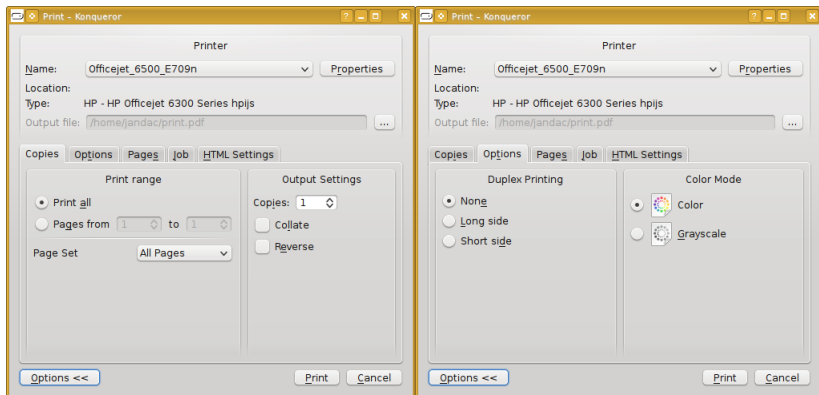 Print - Konqueror
Printer
Name: Officejet_6500_E709n Properties
Location:
Type: HP - HP Officejet 6300 Series hpijs
Output file: /home/jandac/print.pdf ...
Copies Options Pages Job HTML Settings
Print range
Print all
Pages from 1 to 1
Page Set All Pages
Output Settings
Copies: 1
Collate
Reverse
Options << Print Cancel
Print - Konqueror
Printer
Name: Officejet_6500_E709n Properties
Location:
Type: HP - HP Officejet 6300 Series hpijs
Output file: /home/jandac/print.pdf ...
Copies Options Pages Job HTML Settings
Duplex Printing
None
Long side
Short side
Color Mode
Color
Grayscale
Options << Print Cancel